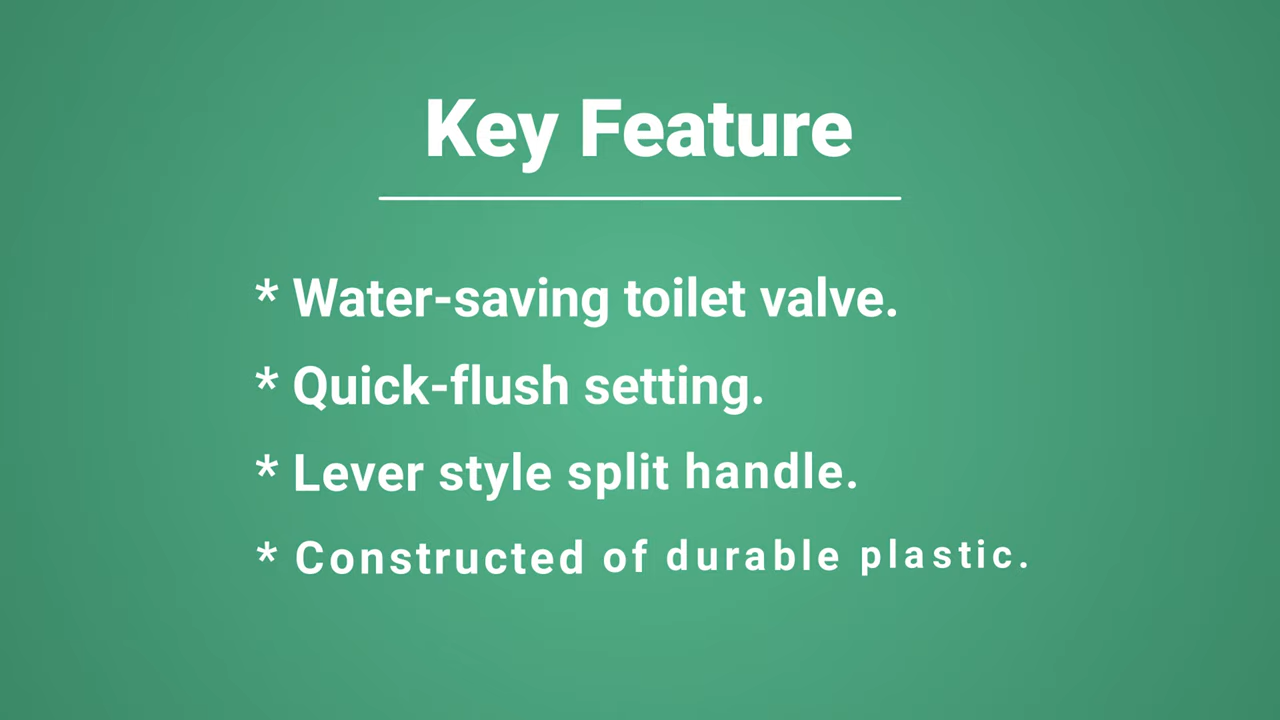 Key Feature
* Water-saving toilet valve.
* Quick-flush setting.
* Lever style split handle.
* Constructed of durable plastic.